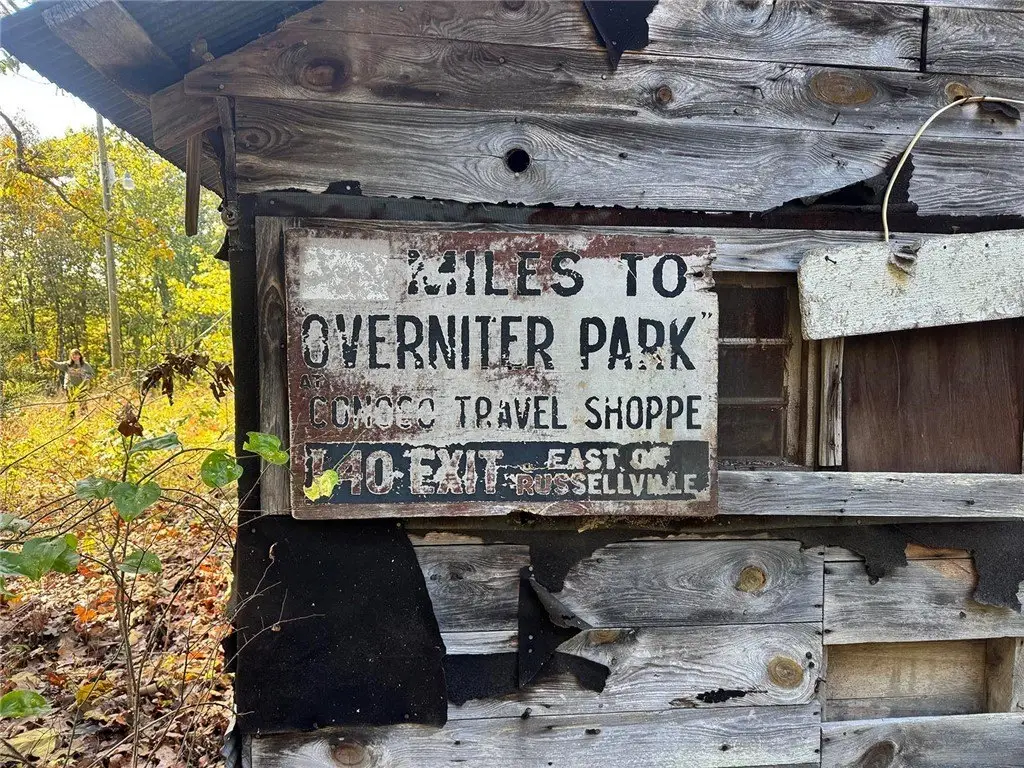 MILES TO
"OVERNITER PARK"
AT
CONOCO TRAVEL SHOPPE
I-40 EXIT EAST OF
RUSSELLVILLE